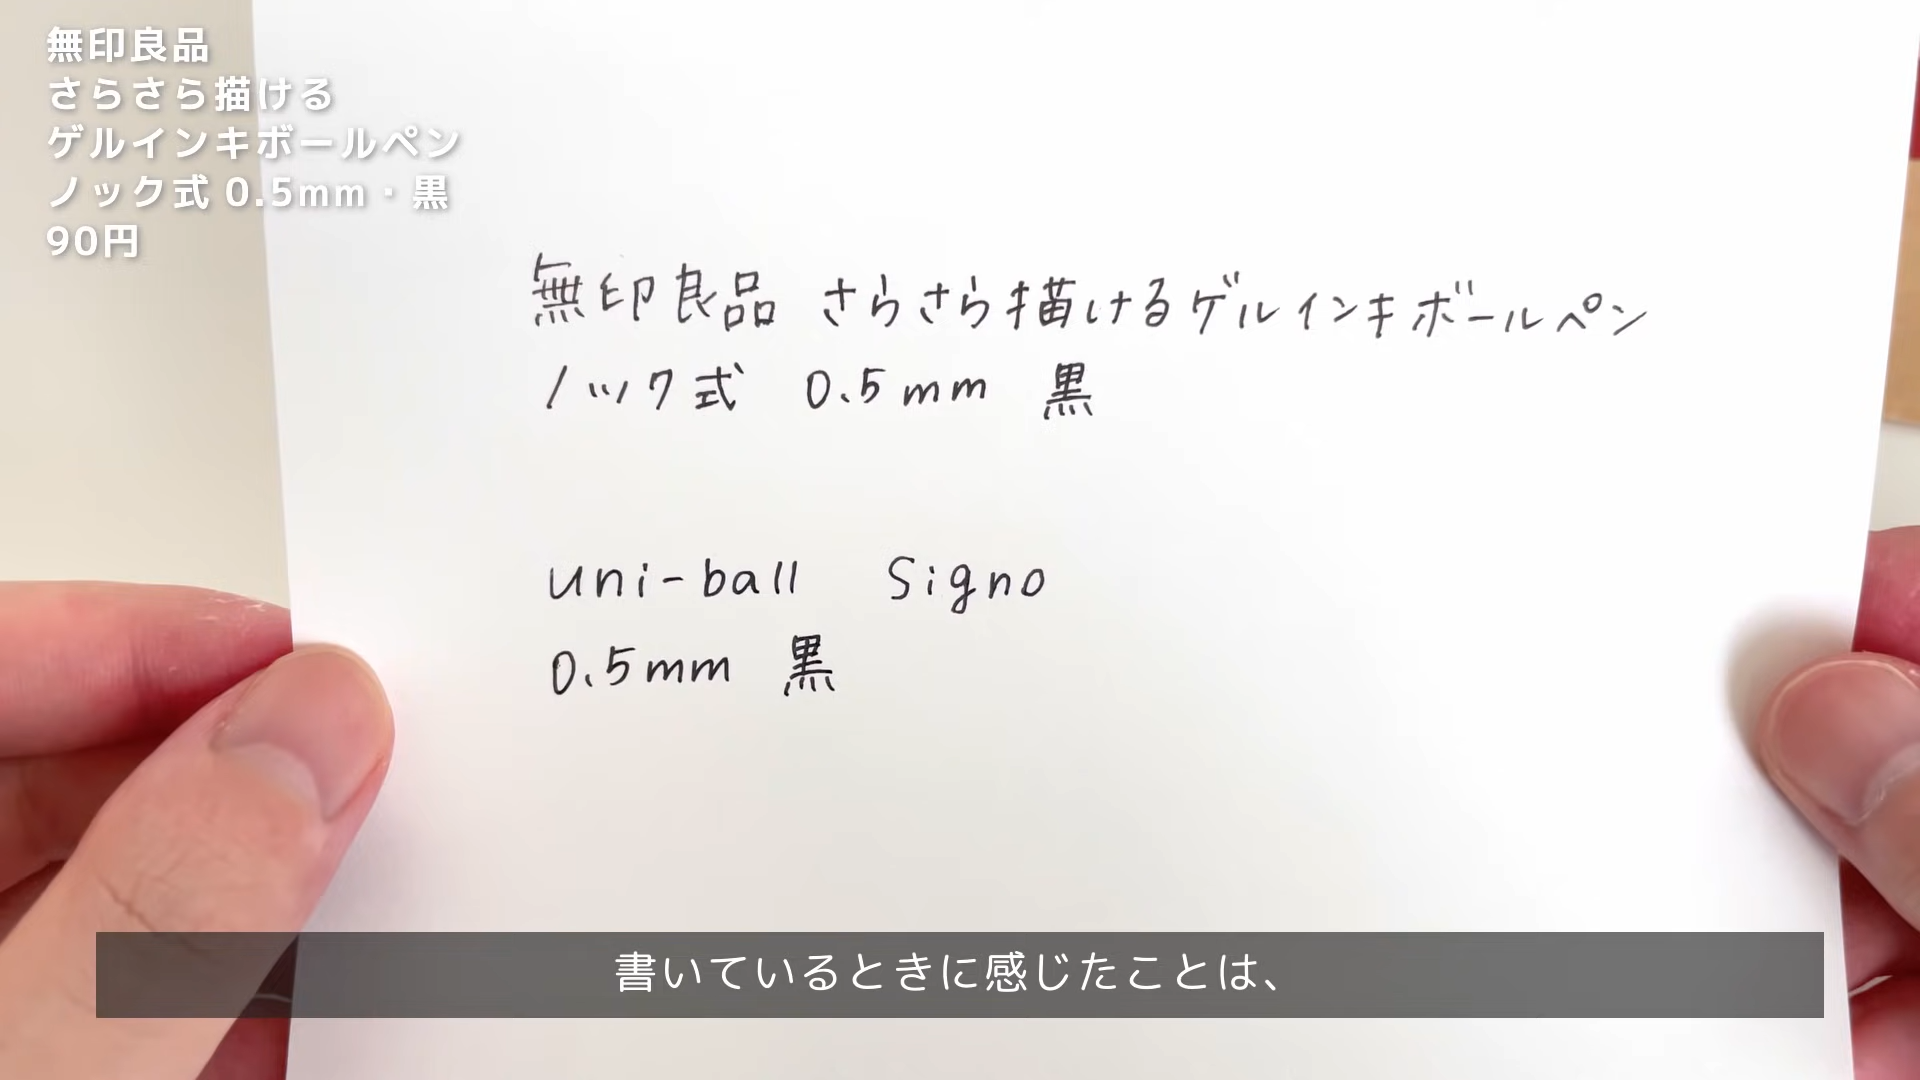 無印良品
さらさら描ける
ゲルインキボールペン
ノック式 0.5mm・黒
90円
無印良品 さらさら描けるゲルインキボールペン
ノック式 0.5mm 黒
uni-ball Signo
0.5mm 黒
書いているときに感じたことは、